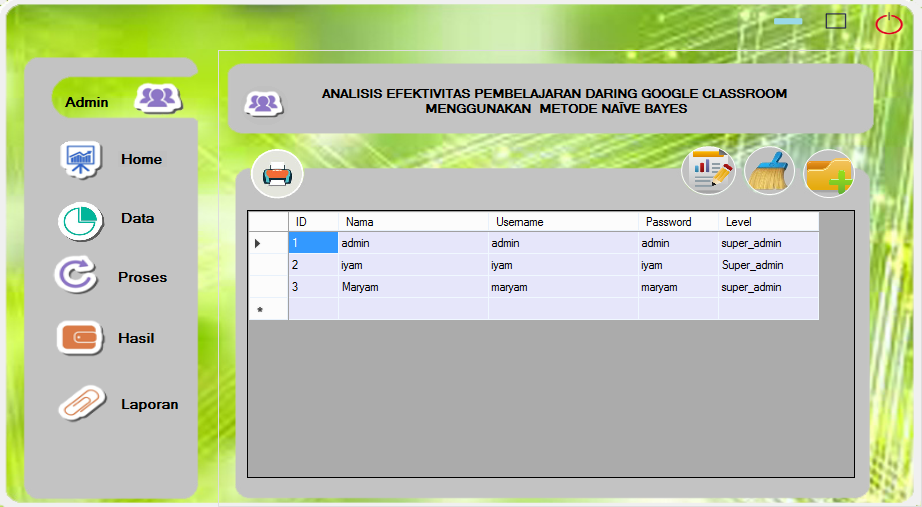 Admin
Home
Data
Proses
Hasil
Laporan
ANALISIS EFEKTIVITAS PEMBELAJARAN DARING GOOGLE CLASSROOM
MENGGUNAKAN METODE NAÏVE BAYES
ID Nama Username Password Level
1 admin admin admin super_admin
2 iyam iyam iyam Super_admin
3 Maryam maryam maryam super_admin
*